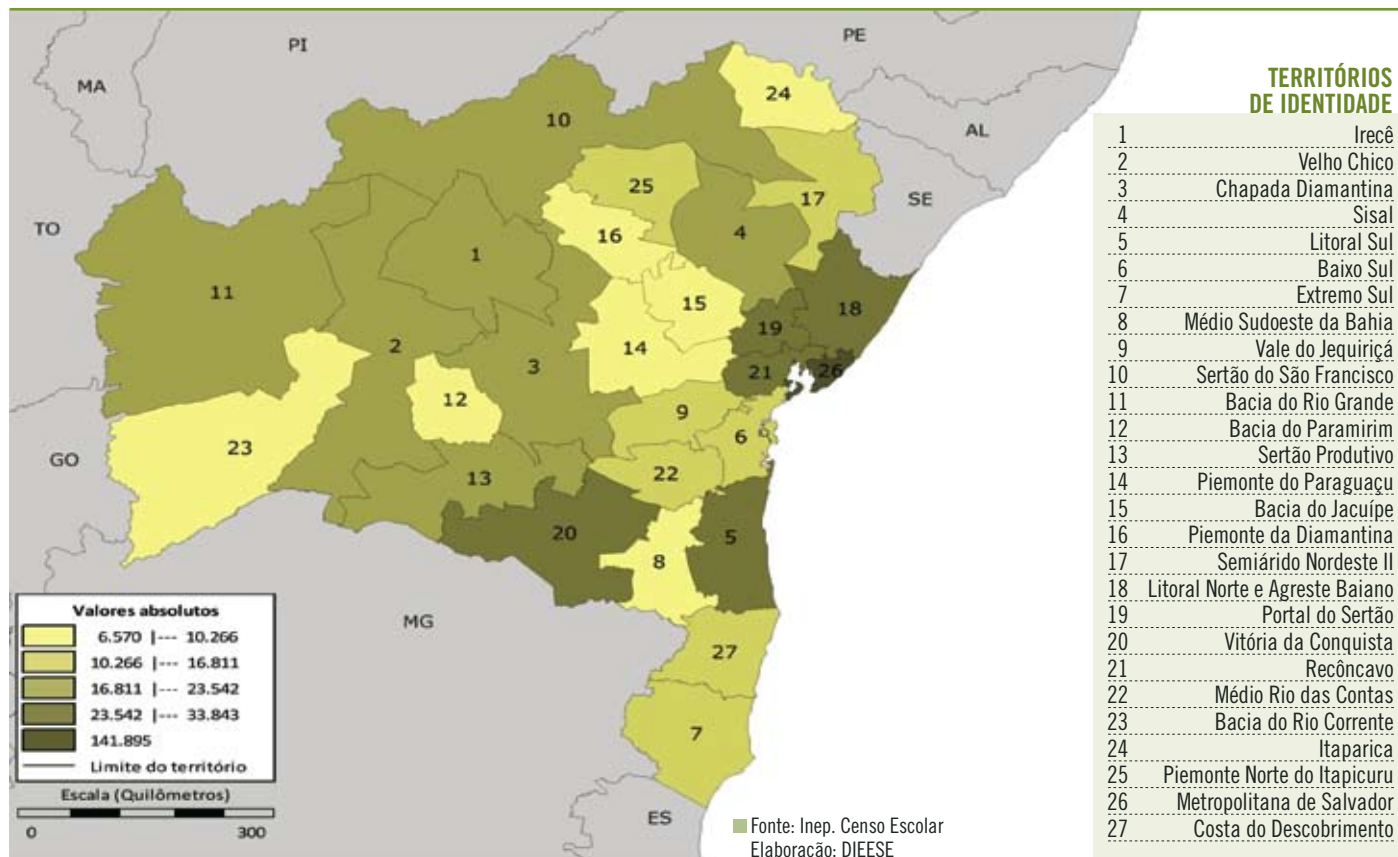 PI
PE
MA
AL
SE
TO
GO
MG
ES
24
10
25
17
16
4
1
11
15
18
19
14
2
3
21
26
12
9
6
23
22
13
20
5
8
27
7
Valores absolutos
6.570 |--- 10.266
10.266 |--- 16.811
16.811 |--- 23.542
23.542 |--- 33.843
141.895
Limite do território
Escala (Quilômetros)
0 300
Fonte: Inep. Censo Escolar
Elaboração: DIEESE
TERRITÓRIOS
DE IDENTIDADE
1 Irecê
2 Velho Chico
3 Chapada Diamantina
4 Sisal
5 Litoral Sul
6 Baixo Sul
7 Extremo Sul
8 Médio Sudoeste da Bahia
9 Vale do Jequiriçá
10 Sertão do São Francisco
11 Bacia do Rio Grande
12 Bacia do Paramirim
13 Sertão Produtivo
14 Piemonte do Paraguaçu
15 Bacia do Jacuípe
16 Piemonte da Diamantina
17 Semiárido Nordeste II
18 Litoral Norte e Agreste Baiano
19 Portal do Sertão
20 Vitória da Conquista
21 Recôncavo
22 Médio Rio das Contas
23 Bacia do Rio Corrente
24 Itaparica
25 Piemonte Norte do Itapicuru
26 Metropolitana de Salvador
27 Costa do Descobrimento